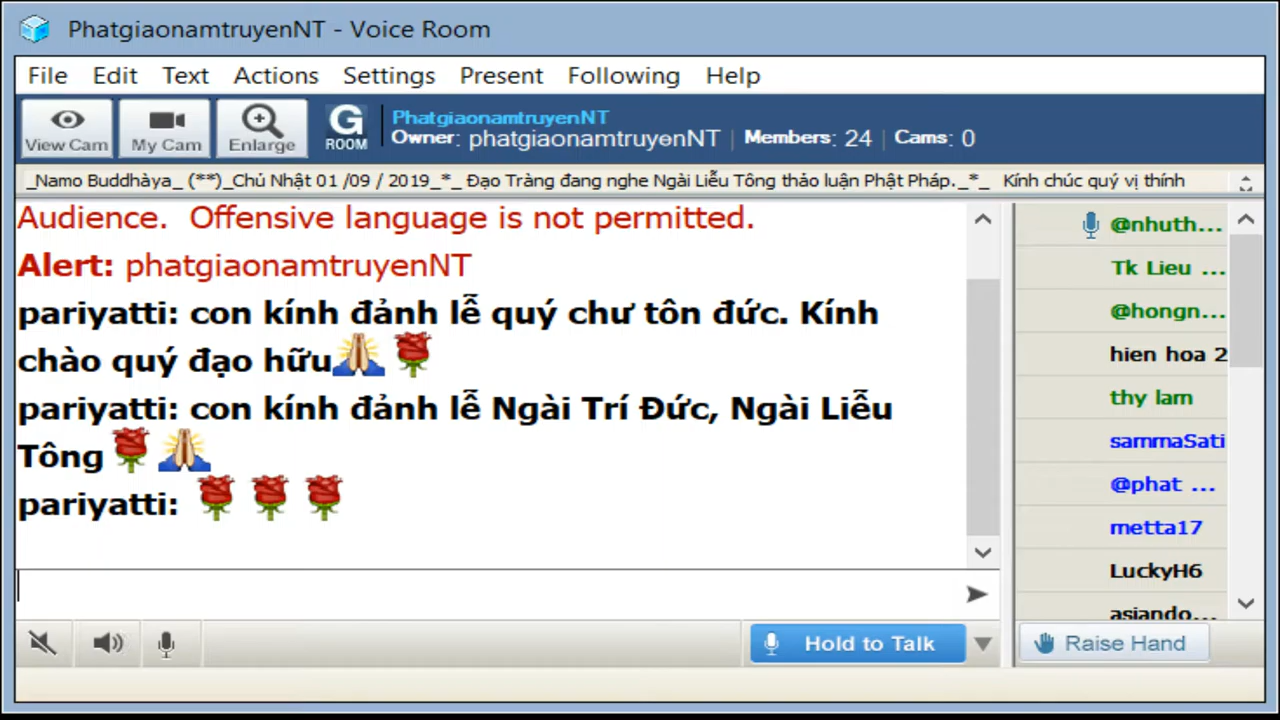 PhatgiaonamtruyenNT - Voice Room
File Edit Text Actions Settings Present Following Help
View Cam My Cam Enlarge G ROOM
PhatgiaonamtruyenNT
Owner: phatgiaonamtruyenNT | Members: 24 | Cams: 0
_Namo Buddhàya_ (**)_Chủ Nhật 01 /09 / 2019_*_ Đạo Tràng đang nghe Ngài Liễu Tông thảo luận Phật Pháp._*_ Kính chúc quý vị thính
Audience. Offensive language is not permitted.
Alert: phatgiaonamtruyenNT
pariyatti: con kính đảnh lễ quý chư tôn đức. Kính
chào quý đạo hữu
pariyatti: con kính đảnh lễ Ngài Trí Đức, Ngài Liễu
Tông
pariyatti:
@nhuth...
Tk Lieu ...
@hongn...
hien hoa 2
thy lam
sammaSati
@phat ...
metta17
LuckyH6
asiando...
Hold to Talk
Raise Hand